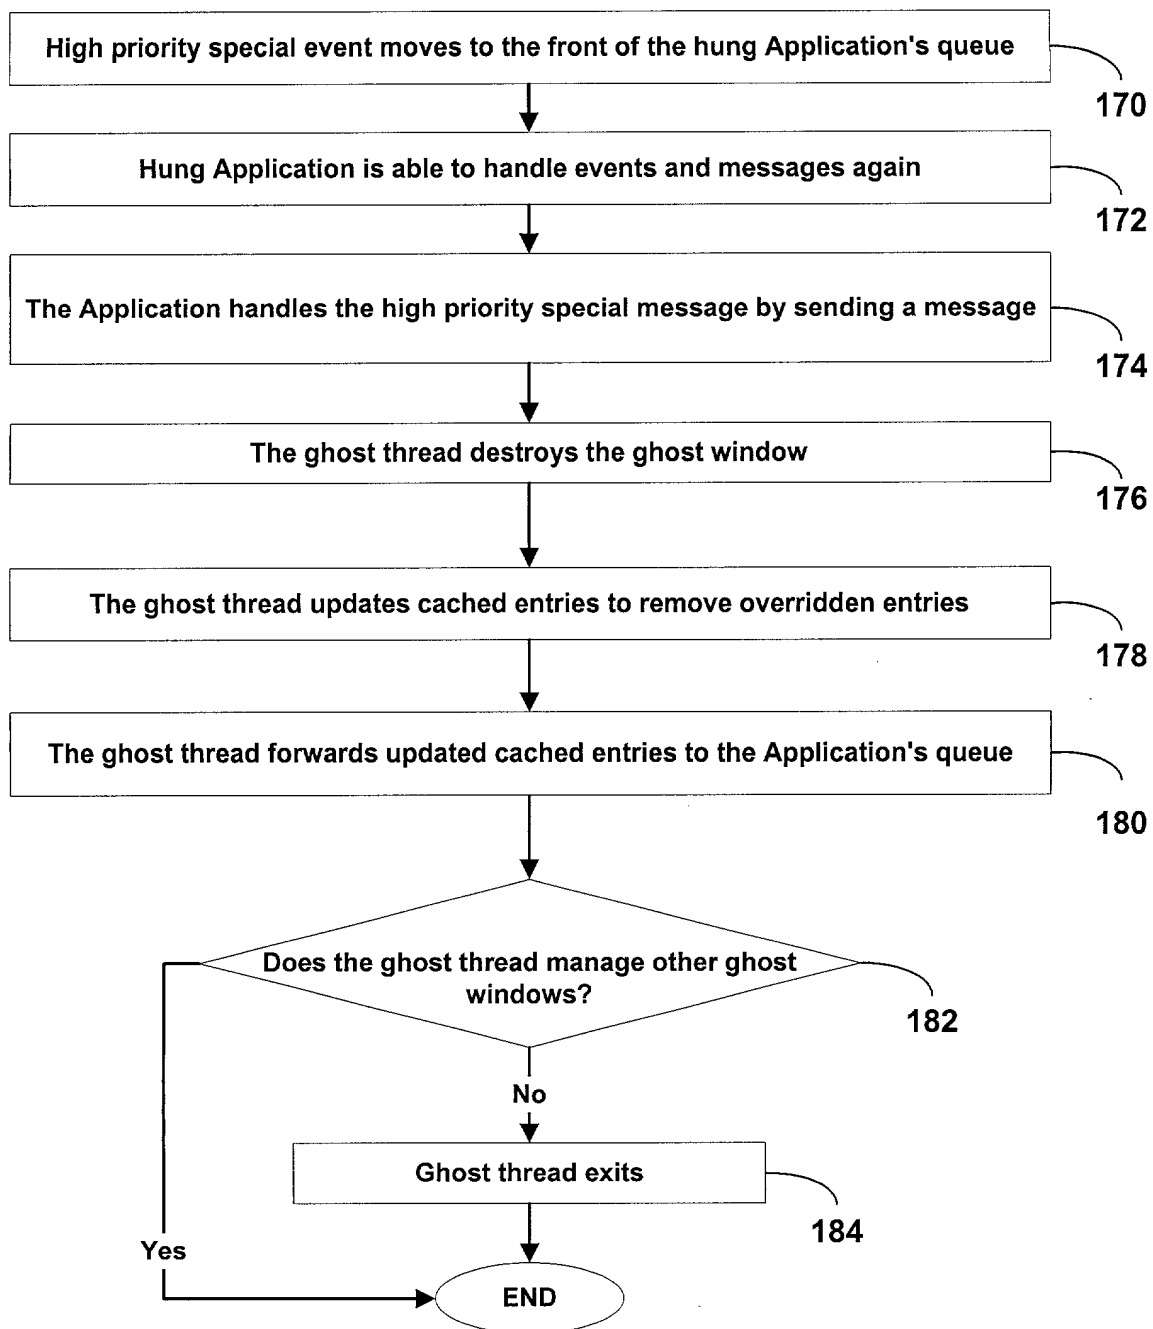 High priority special event moves to the front of the hung Application's queue
170
Hung Application is able to handle events and messages again
172
The Application handles the high priority special message by sending a message
174
The ghost thread destroys the ghost window
176
The ghost thread updates cached entries to remove overridden entries
178
The ghost thread forwards updated cached entries to the Application's queue
180
Does the ghost thread manage other ghost
windows?
182
No
Ghost thread exits
184
Yes
END